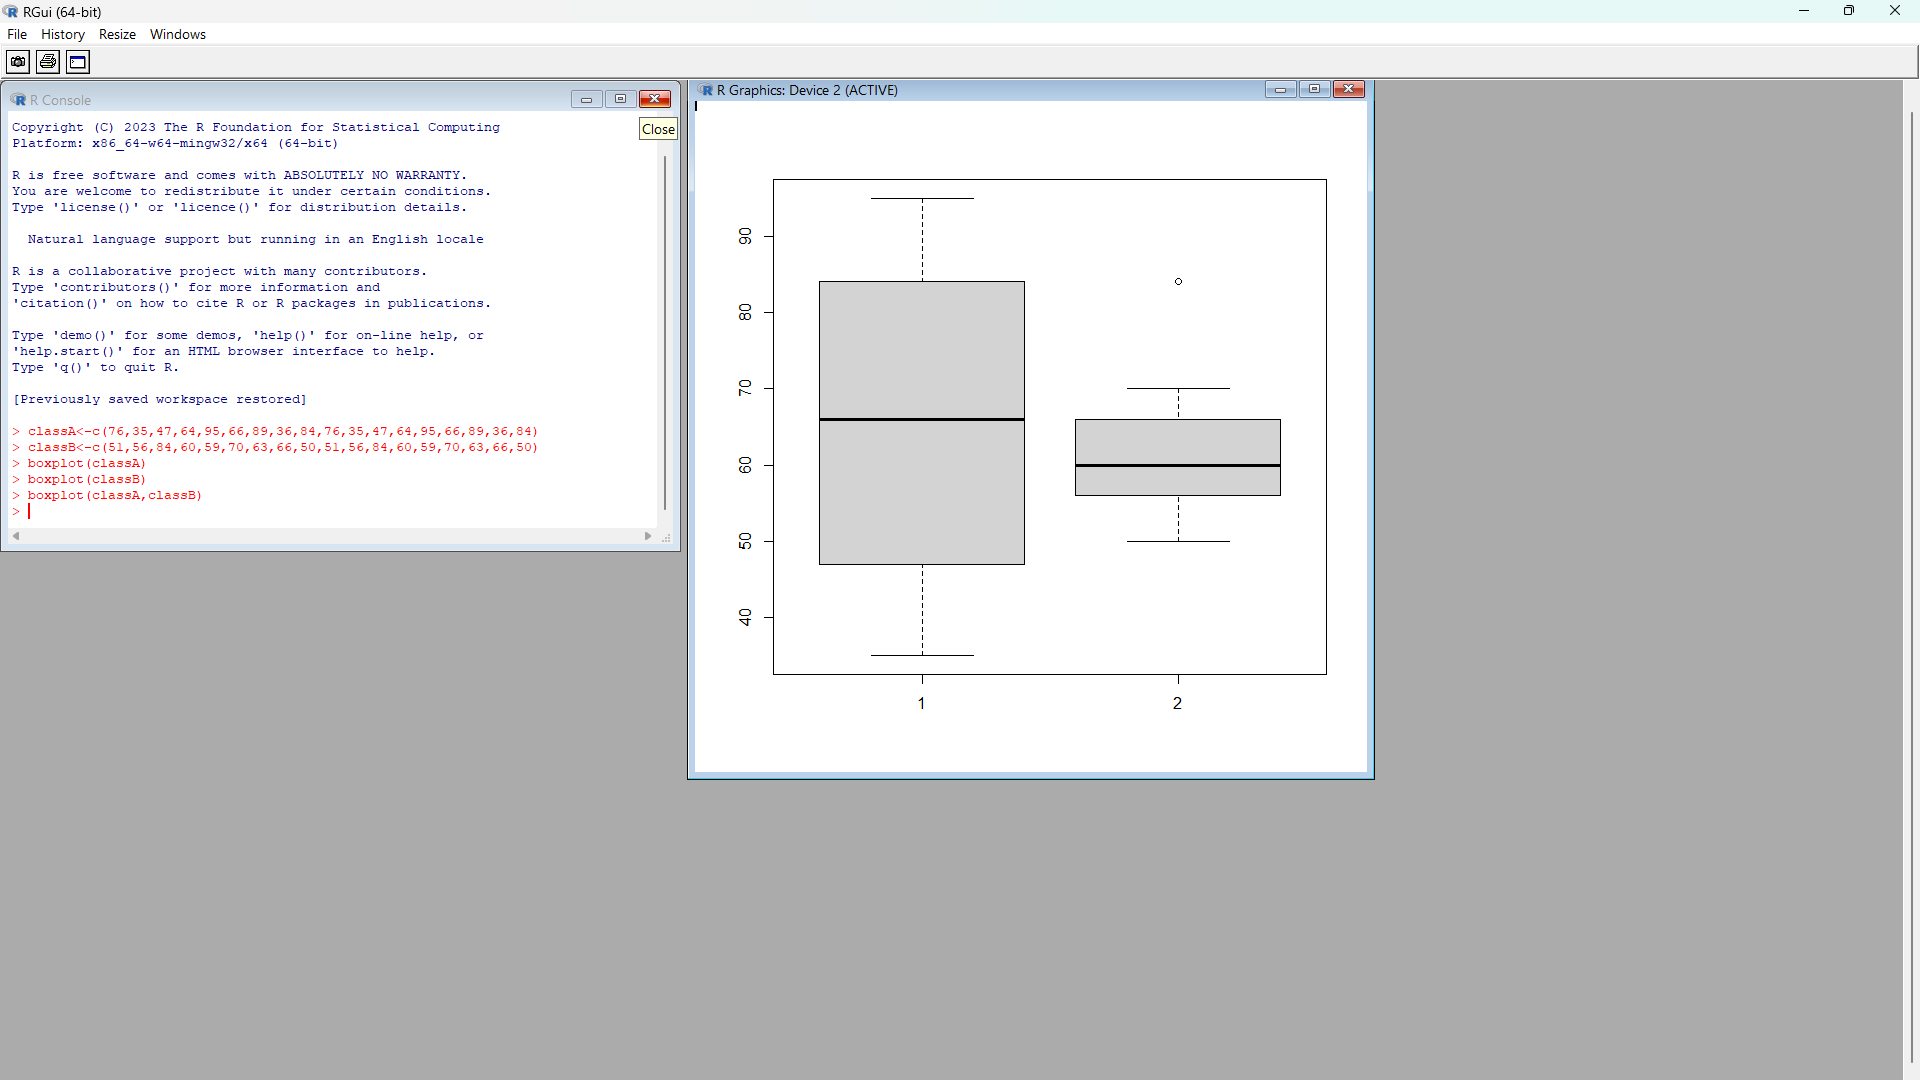 RGui (64-bit)
File History Resize Windows
R Console
Close
Copyright (C) 2023 The R Foundation for Statistical Computing
Platform: x86_64-w64-mingw32/x64 (64-bit)
R is free software and comes with ABSOLUTELY NO WARRANTY.
You are welcome to redistribute it under certain conditions.
Type 'license()' or 'licence()' for distribution details.
Natural language support but running in an English locale
R is a collaborative project with many contributors.
Type 'contributors()' for more information and
'citation()' on how to cite R or R packages in publications.
Type 'demo()' for some demos, 'help()' for on-line help, or
'help.start()' for an HTML browser interface to help.
Type 'q()' to quit R.
[Previously saved workspace restored]
> classA<-c(76,35,47,64,95,66,89,36,84,76,35,47,64,95,66,89,36,84)
> classB<-c(51,56,84,60,59,70,63,66,50,51,56,84,60,59,70,63,66,50)
> boxplot(classA)
> boxplot(classB)
> boxplot(classA,classB)
>
R Graphics: Device 2 (ACTIVE)
90
80
70
60
50
40
1 2